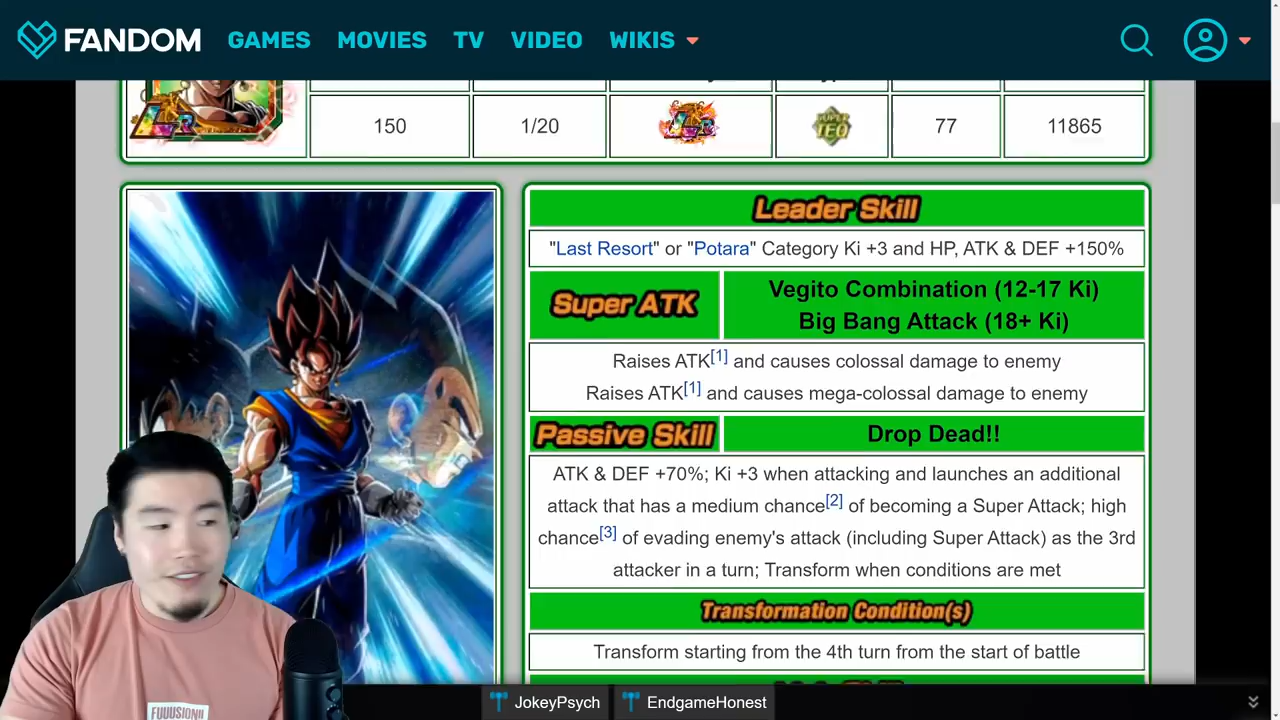 FANDOM GAMES MOVIES TV VIDEO WIKIS
LR 150 1/20 LR SUPER TEQ 77 11865
Leader Skill
"Last Resort" or "Potara" Category Ki +3 and HP, ATK & DEF +150%
Super ATK
Vegito Combination (12-17 Ki)
Big Bang Attack (18+ Ki)
Raises ATK[1] and causes colossal damage to enemy
Raises ATK[1] and causes mega-colossal damage to enemy
Passive Skill
Drop Dead!!
ATK & DEF +70%; Ki +3 when attacking and launches an additional
attack that has a medium chance[2] of becoming a Super Attack; high
chance[3] of evading enemy's attack (including Super Attack) as the 3rd
attacker in a turn; Transform when conditions are met
Transformation Condition(s)
Transform starting from the 4th turn from the start of battle
FUUUSION!!
JokeyPsych EndgameHonest